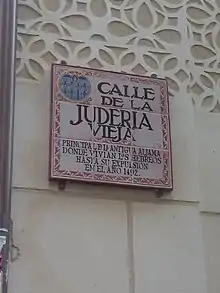 CALLE
DE LA
JUDERIA
VIEJA
PRINCIPAL DE LA ANTIGUA ALJAMA
DONDE VIVIAN LOS HEBREOS
HASTA SU EXPULSION
EN EL AÑO 1492.